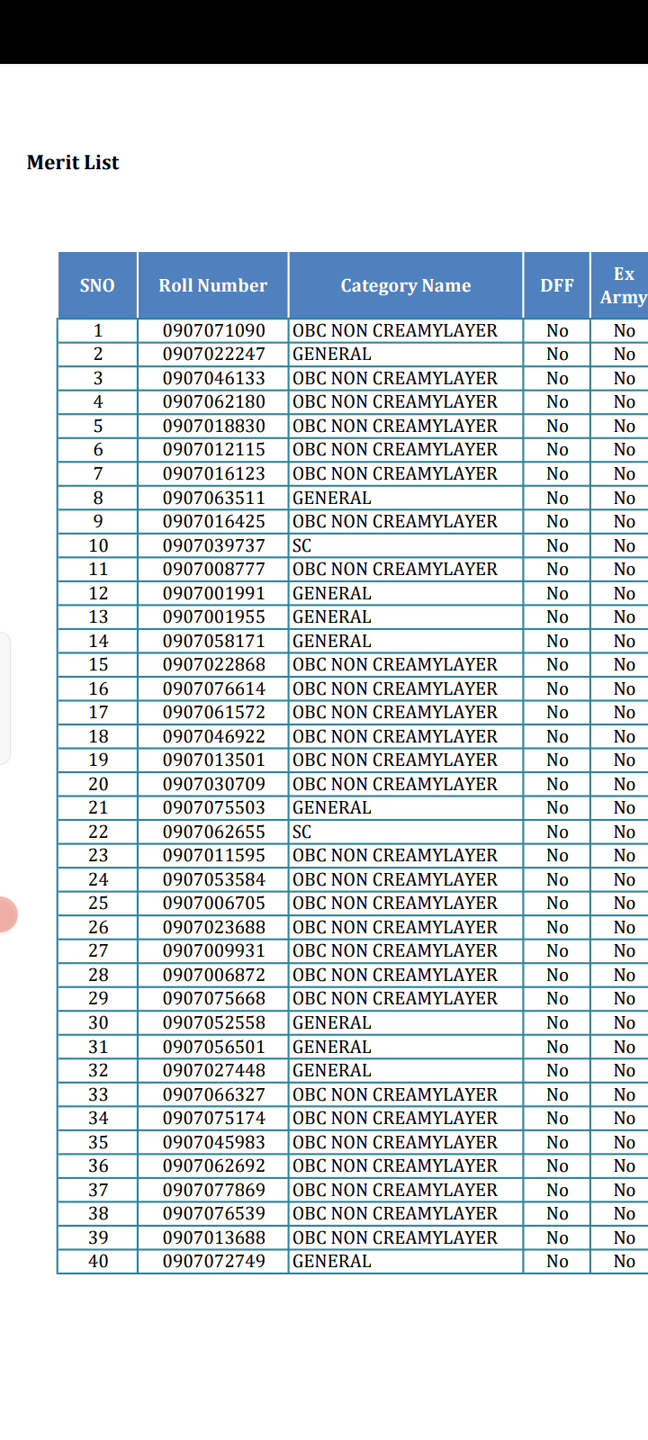 Merit List
SNO Roll Number Category Name DFF Ex Army
1 0907071090 OBC NON CREAMYLAYER No No
2 0907022247 GENERAL No No
3 0907046133 OBC NON CREAMYLAYER No No
4 0907062180 OBC NON CREAMYLAYER No No
5 0907018830 OBC NON CREAMYLAYER No No
6 0907012115 OBC NON CREAMYLAYER No No
7 0907016123 OBC NON CREAMYLAYER No No
8 0907063511 GENERAL No No
9 0907016425 OBC NON CREAMYLAYER No No
10 0907039737 SC No No
11 0907008777 OBC NON CREAMYLAYER No No
12 0907001991 GENERAL No No
13 0907001955 GENERAL No No
14 0907058171 GENERAL No No
15 0907022868 OBC NON CREAMYLAYER No No
16 0907076614 OBC NON CREAMYLAYER No No
17 0907061572 OBC NON CREAMYLAYER No No
18 0907046922 OBC NON CREAMYLAYER No No
19 0907013501 OBC NON CREAMYLAYER No No
20 0907030709 OBC NON CREAMYLAYER No No
21 0907075503 GENERAL No No
22 0907062655 SC No No
23 0907011595 OBC NON CREAMYLAYER No No
24 0907053584 OBC NON CREAMYLAYER No No
25 0907006705 OBC NON CREAMYLAYER No No
26 0907023688 OBC NON CREAMYLAYER No No
27 0907009931 OBC NON CREAMYLAYER No No
28 0907006872 OBC NON CREAMYLAYER No No
29 0907075668 OBC NON CREAMYLAYER No No
30 0907052558 GENERAL No No
31 0907056501 GENERAL No No
32 0907027448 GENERAL No No
33 0907066327 OBC NON CREAMYLAYER No No
34 0907075174 OBC NON CREAMYLAYER No No
35 0907045983 OBC NON CREAMYLAYER No No
36 0907062692 OBC NON CREAMYLAYER No No
37 0907077869 OBC NON CREAMYLAYER No No
38 0907076539 OBC NON CREAMYLAYER No No
39 0907013688 OBC NON CREAMYLAYER No No
40 0907072749 GENERAL No No